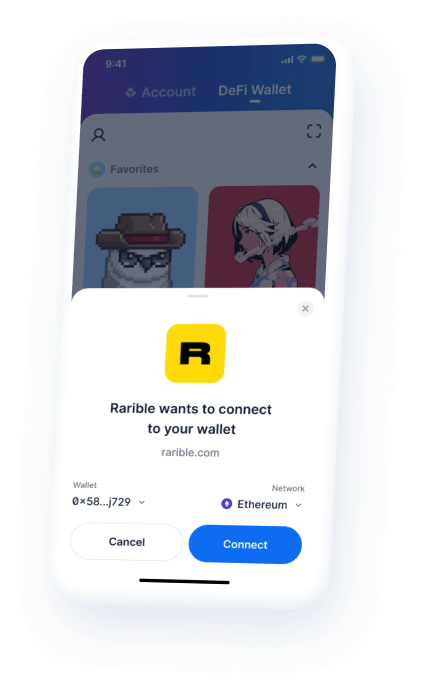 9:41
Account
DeFi Wallet
Favorites
R
Rarible wants to connect
to your wallet
rarible.com
Wallet
Network
0×58...j729
Ethereum
Cancel
Connect